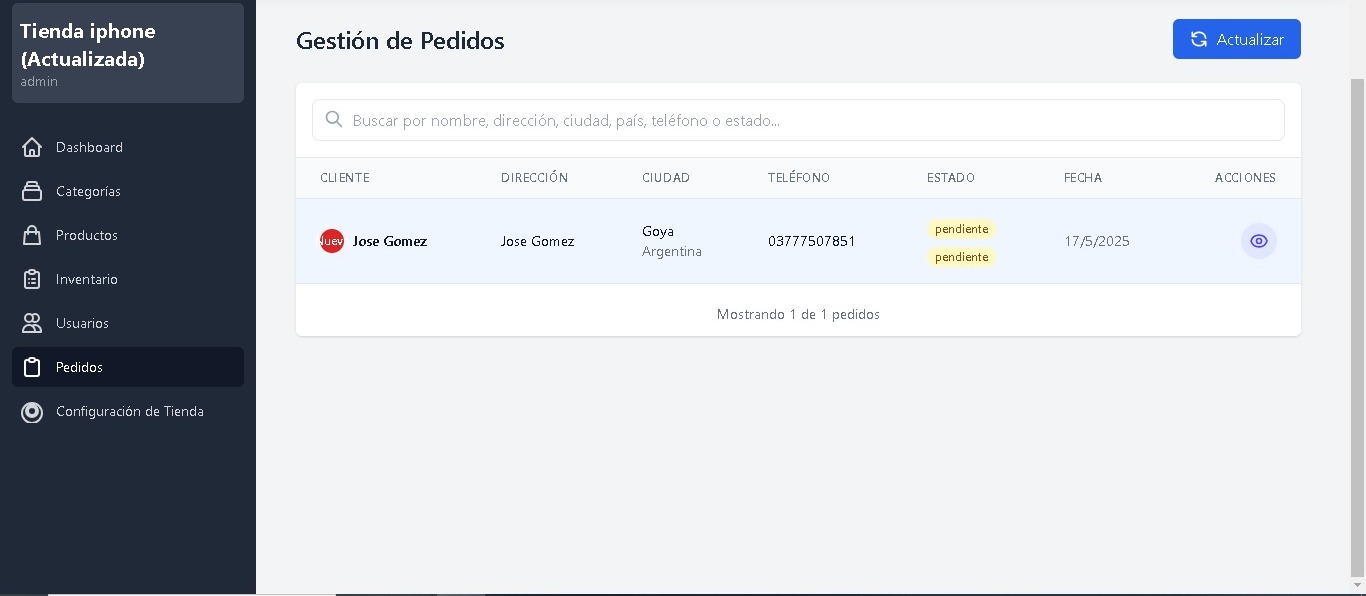 Tienda iphone
(Actualizada)
admin
Dashboard
Categorías
Productos
Inventario
Usuarios
Pedidos
Configuración de Tienda
Gestión de Pedidos
Actualizar
Buscar por nombre, dirección, ciudad, país, teléfono o estado...
CLIENTE DIRECCIÓN CIUDAD TELÉFONO ESTADO FECHA ACCIONES
Jose Gomez Jose Gomez Goya 03777507851 pendiente 17/5/2025
Argentina pendiente
Mostrando 1 de 1 pedidos